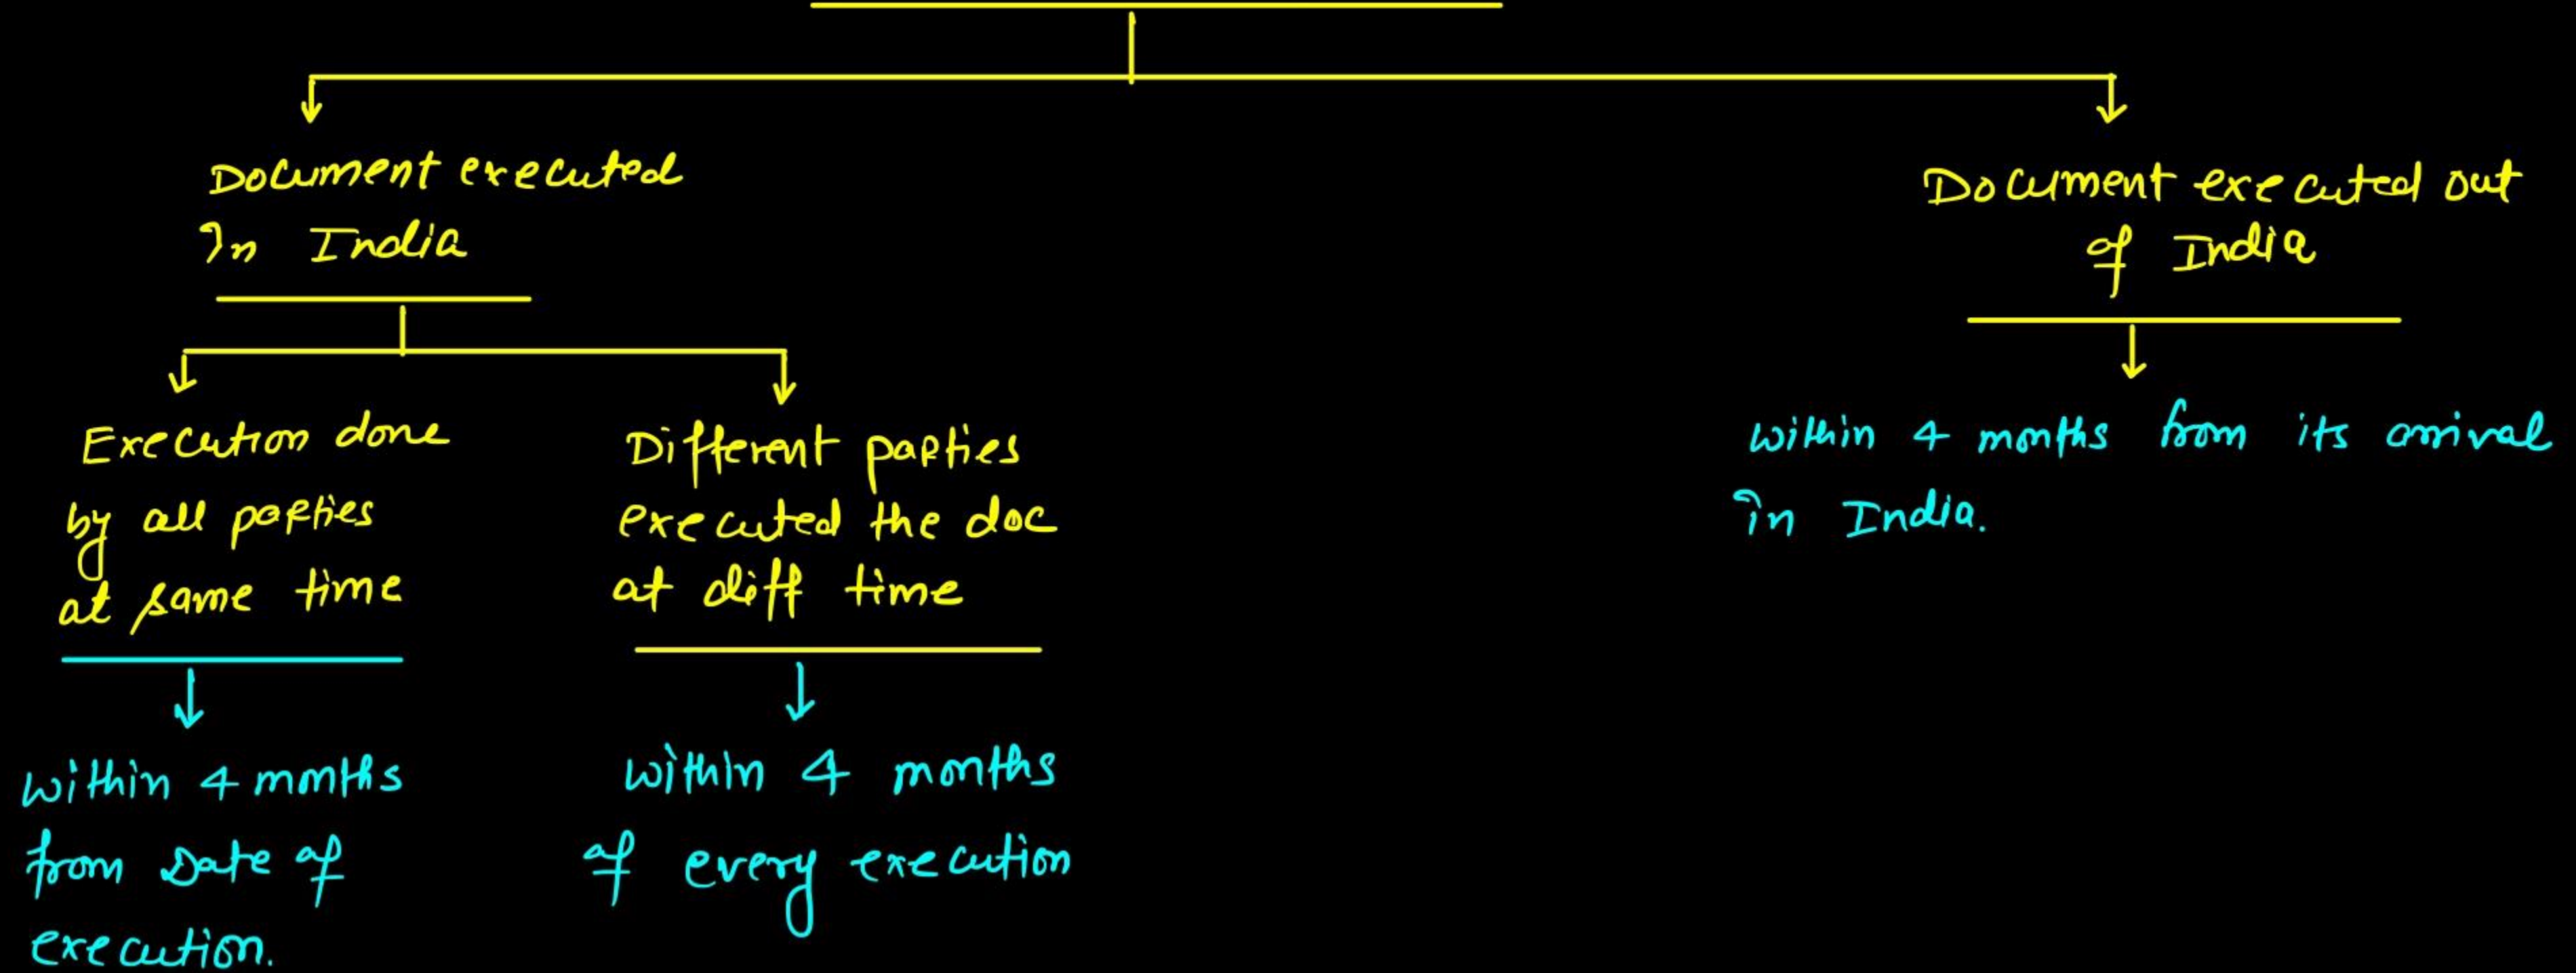 Document executed
In India
Document executed out
of India
Execution done
by all parties
at same time
Different parties
executed the doc
at diff time
within 4 months from its arrival
in India.
within 4 months
from Date of
execution.
within 4 months
of every execution